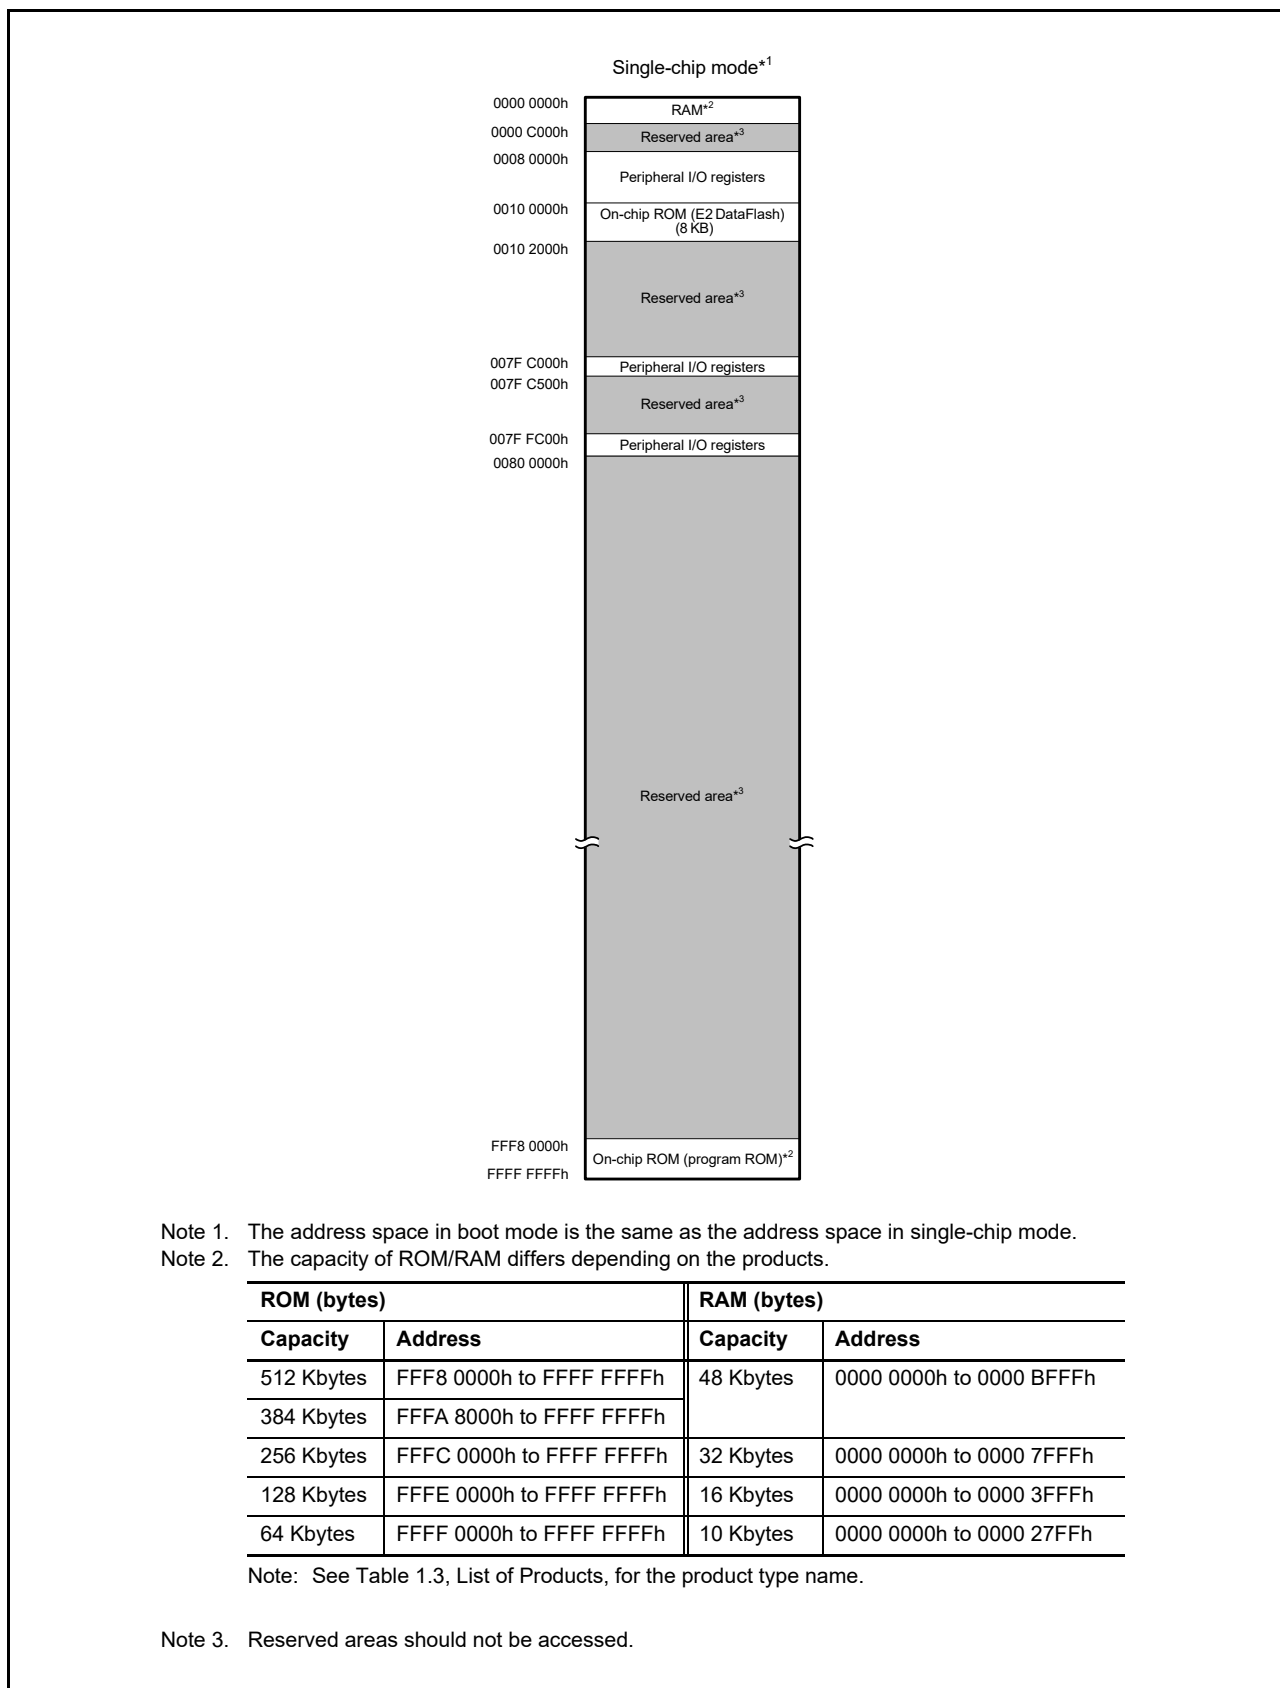 Single-chip mode*1
0000 0000h
RAM*2
0000 C000h
Reserved area*3
0008 0000h
Peripheral I/O registers
0010 0000h
On-chip ROM (E2 DataFlash)
(8 KB)
0010 2000h
Reserved area*3
007F C000h
Peripheral I/O registers
007F C500h
Reserved area*3
007F FC00h
Peripheral I/O registers
0080 0000h
Reserved area*3
FFF8 0000h
On-chip ROM (program ROM)*2
FFFF FFFFh
Note 1. The address space in boot mode is the same as the address space in single-chip mode.
Note 2. The capacity of ROM/RAM differs depending on the products.
ROM (bytes) RAM (bytes)
Capacity Address Capacity Address
512 Kbytes FFF8 0000h to FFFF FFFFh 48 Kbytes 0000 0000h to 0000 BFFFh
384 Kbytes FFFA 8000h to FFFF FFFFh
256 Kbytes FFFC 0000h to FFFF FFFFh 32 Kbytes 0000 0000h to 0000 7FFFh
128 Kbytes FFFE 0000h to FFFF FFFFh 16 Kbytes 0000 0000h to 0000 3FFFh
64 Kbytes FFFF 0000h to FFFF FFFFh 10 Kbytes 0000 0000h to 0000 27FFh
Note: See Table 1.3, List of Products, for the product type name.
Note 3. Reserved areas should not be accessed.